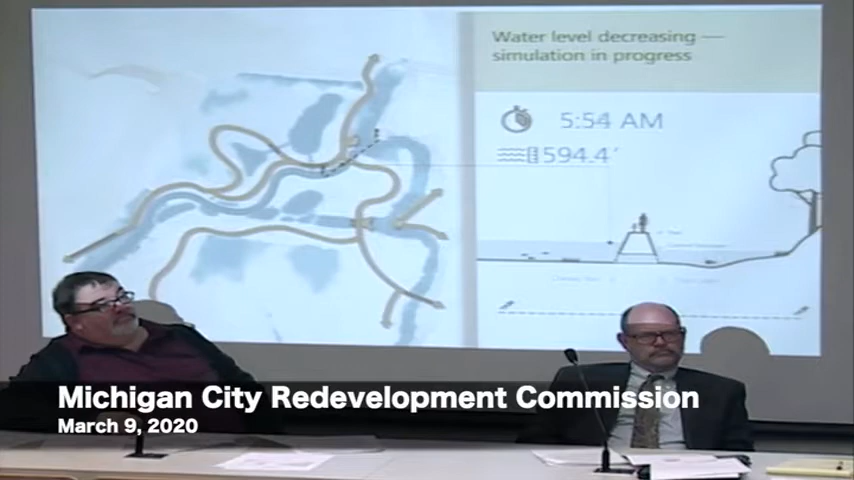 Water level decreasing —
simulation in progress
5:54 AM
594.4'
Michigan City Redevelopment Commission
March 9, 2020